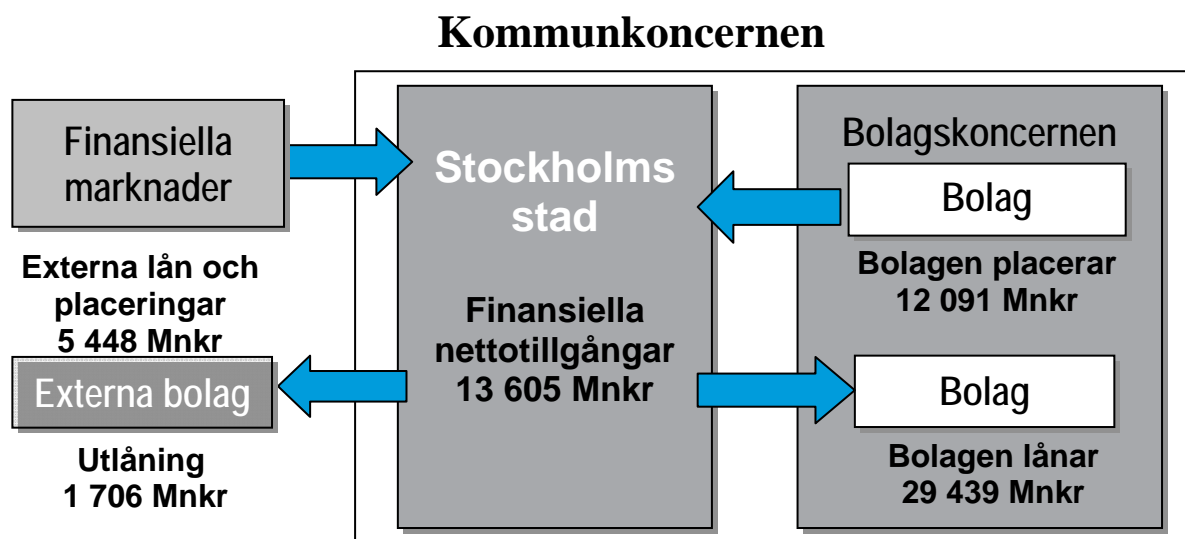 Kommunkoncernen
Finansiella
marknader
Externa lån och
placeringar
5 448 Mnkr
Externa bolag
Utlåning
1 706 Mnkr
Stockholms
stad
Finansiella
nettotillgångar
13 605 Mnkr
Bolagskoncernen
Bolag
Bolagen placerar
12 091 Mnkr
Bolag
Bolagen lånar
29 439 Mnkr